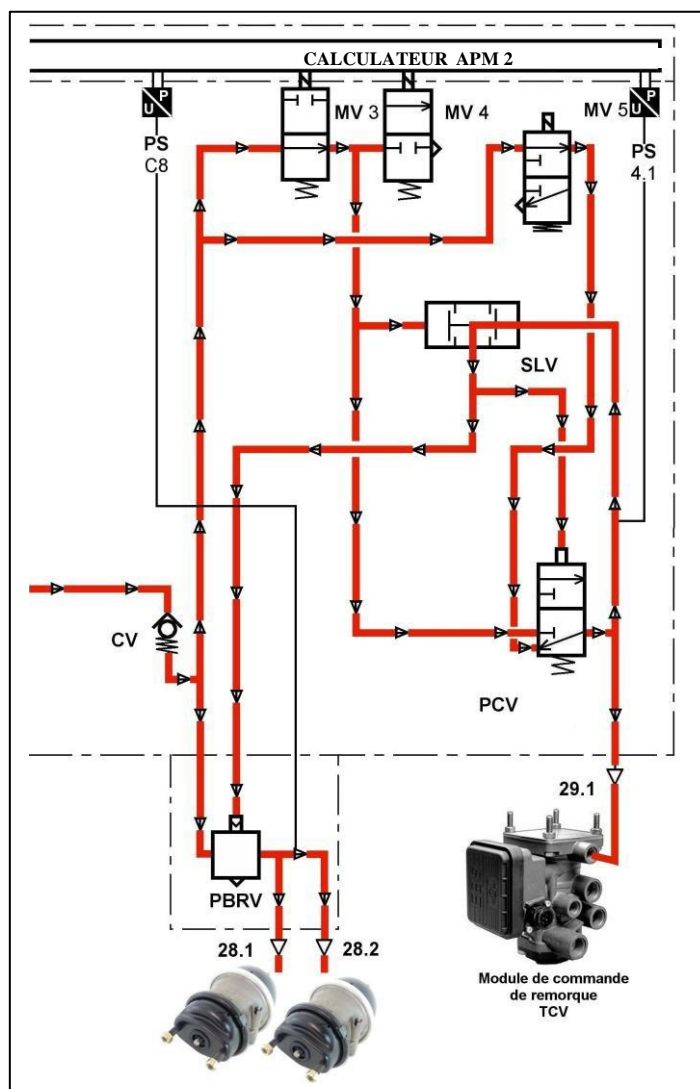 CALCULATEUR APM 2
U P
MV 3
MV 4
MV 5
U P
PS
C8
PS
4.1
SLV
CV
PCV
29.1
PBRV
28.1
28.2
Module de commande
de remorque
TCV